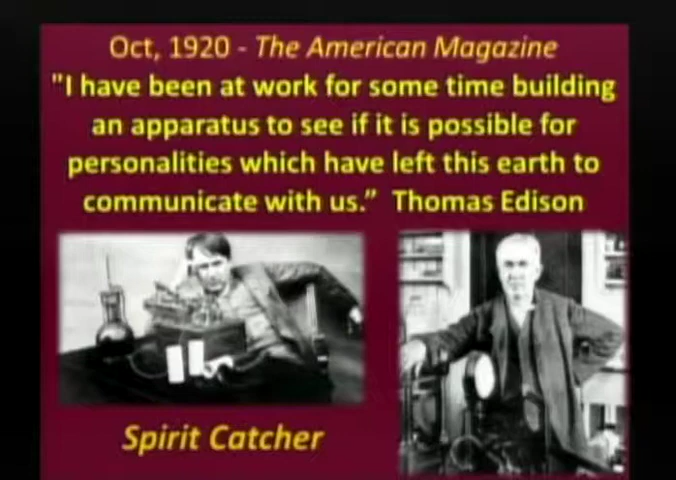 Oct, 1920 - The American Magazine
"I have been at work for some time building
an apparatus to see if it is possible for
personalities which have left this earth to
communicate with us.” Thomas Edison
Spirit Catcher